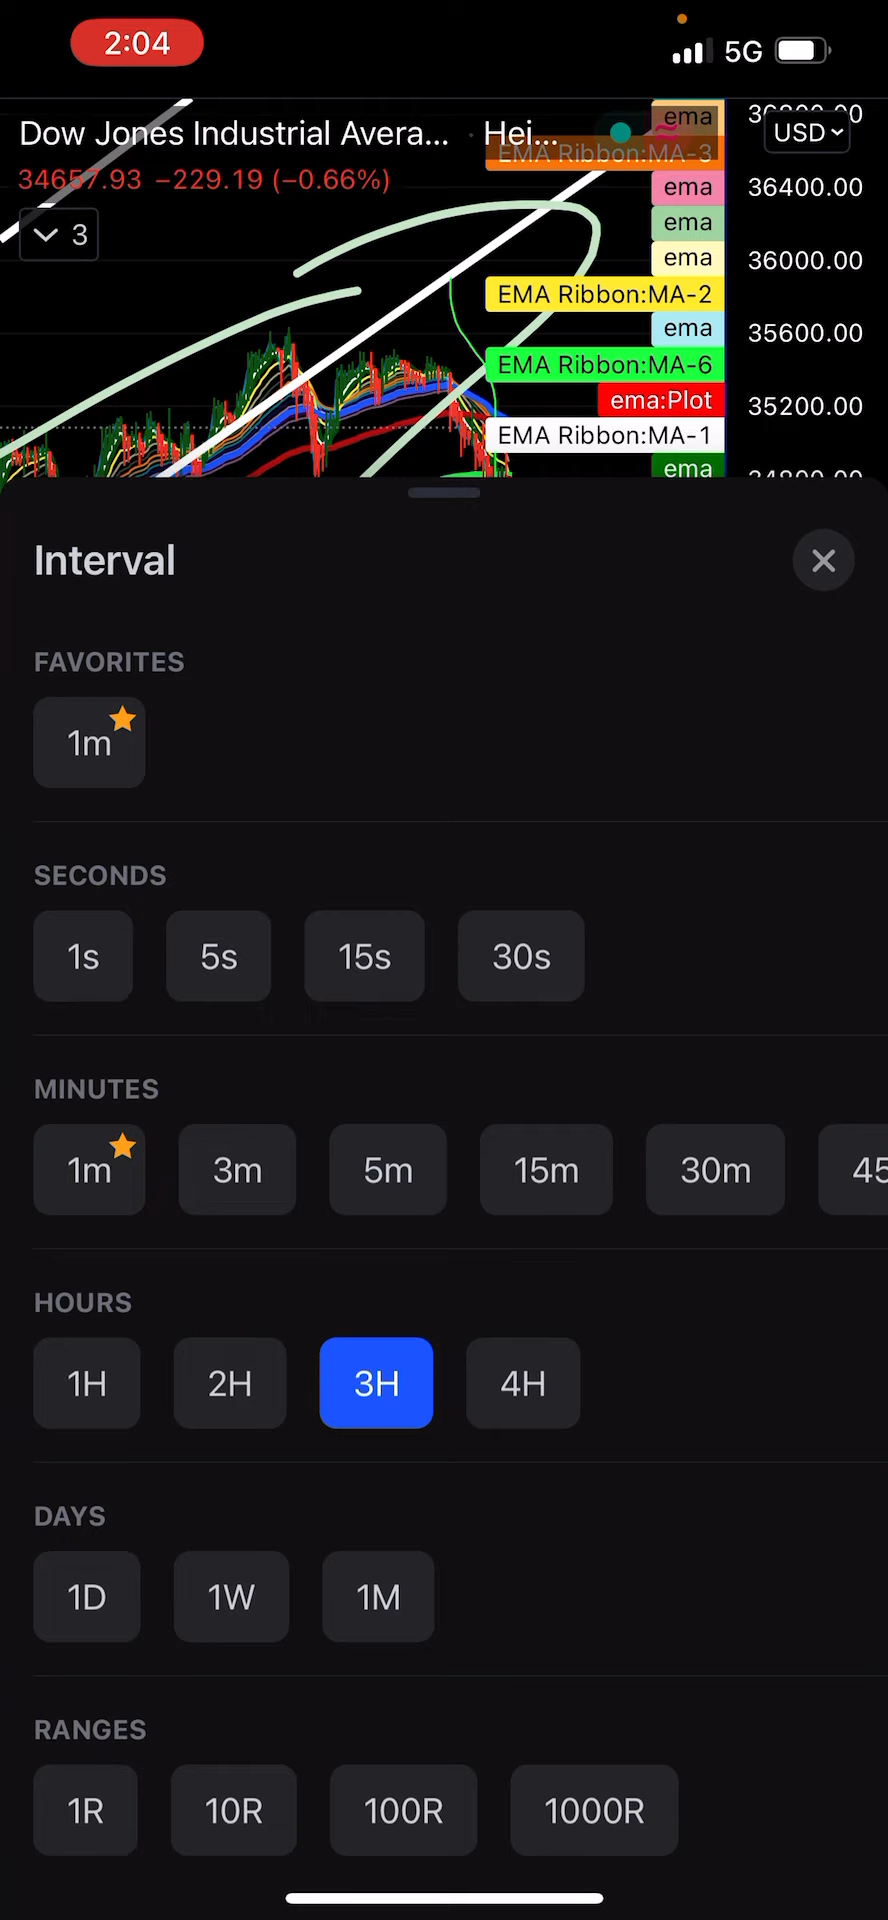 2:04
5G
Dow Jones Industrial Avera... · Hei...
34657.93 −229.19 (−0.66%)
3
USD
ema
EMA Ribbon:MA-3
ema
36400.00
ema
ema
36000.00
EMA Ribbon:MA-2
ema
35600.00
EMA Ribbon:MA-6
ema:Plot
35200.00
EMA Ribbon:MA-1
ema
Interval
FAVORITES
1m
SECONDS
1s 5s 15s 30s
MINUTES
1m 3m 5m 15m 30m 45
HOURS
1H 2H 3H 4H
DAYS
1D 1W 1M
RANGES
1R 10R 100R 1000R